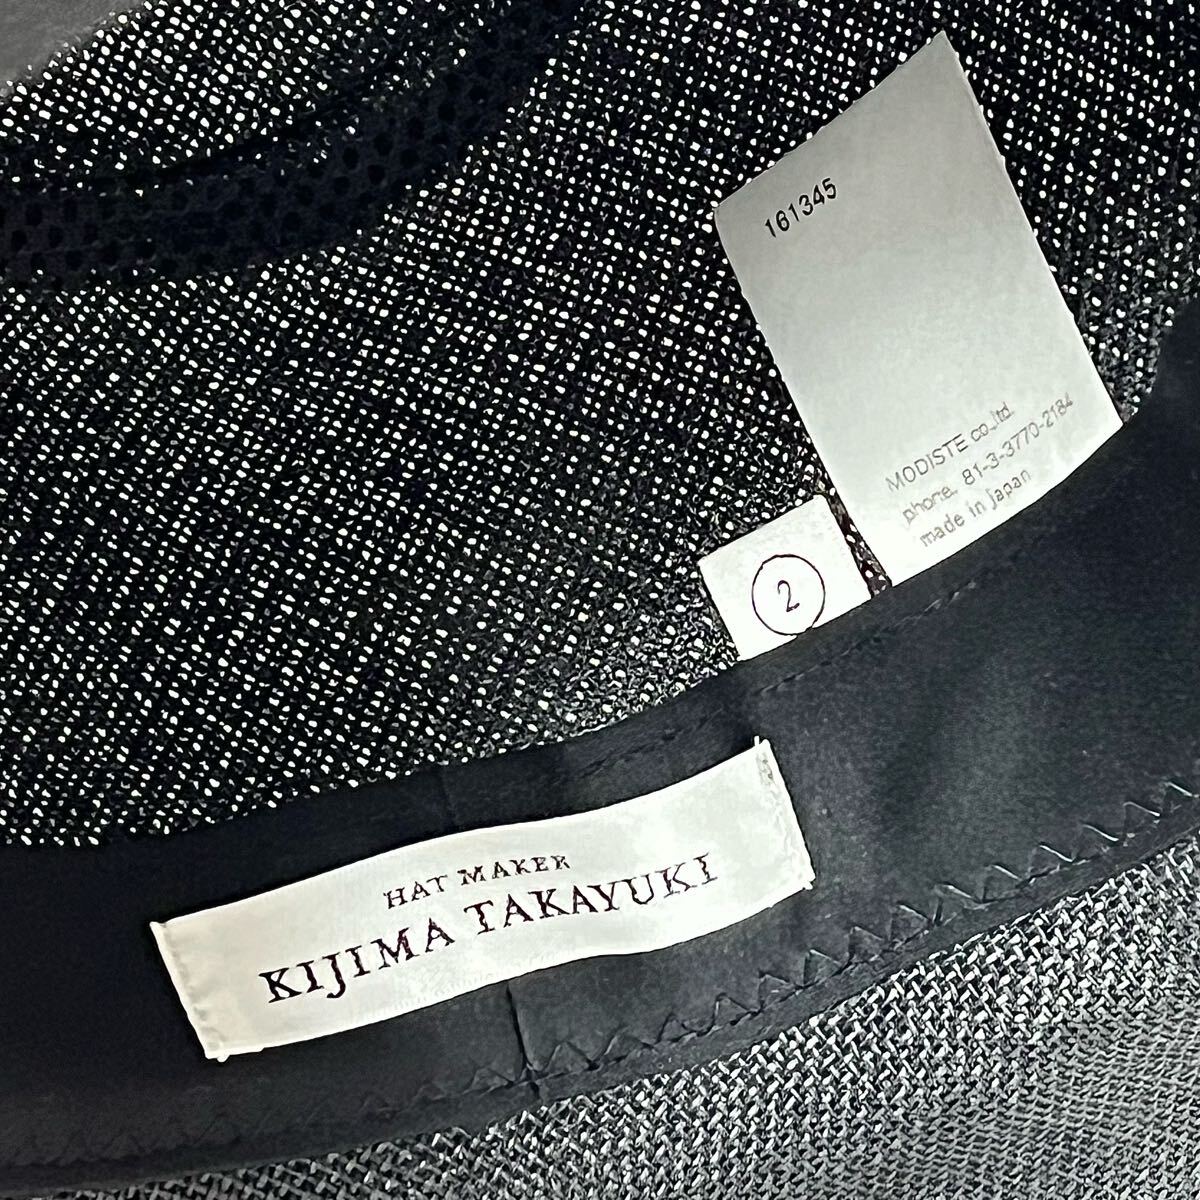 161345
MODISTE co.,ltd.
phone. 81-3-3770-2184
made in Japan
2
HAT MAKER
KIJIMA TAKAYUKI